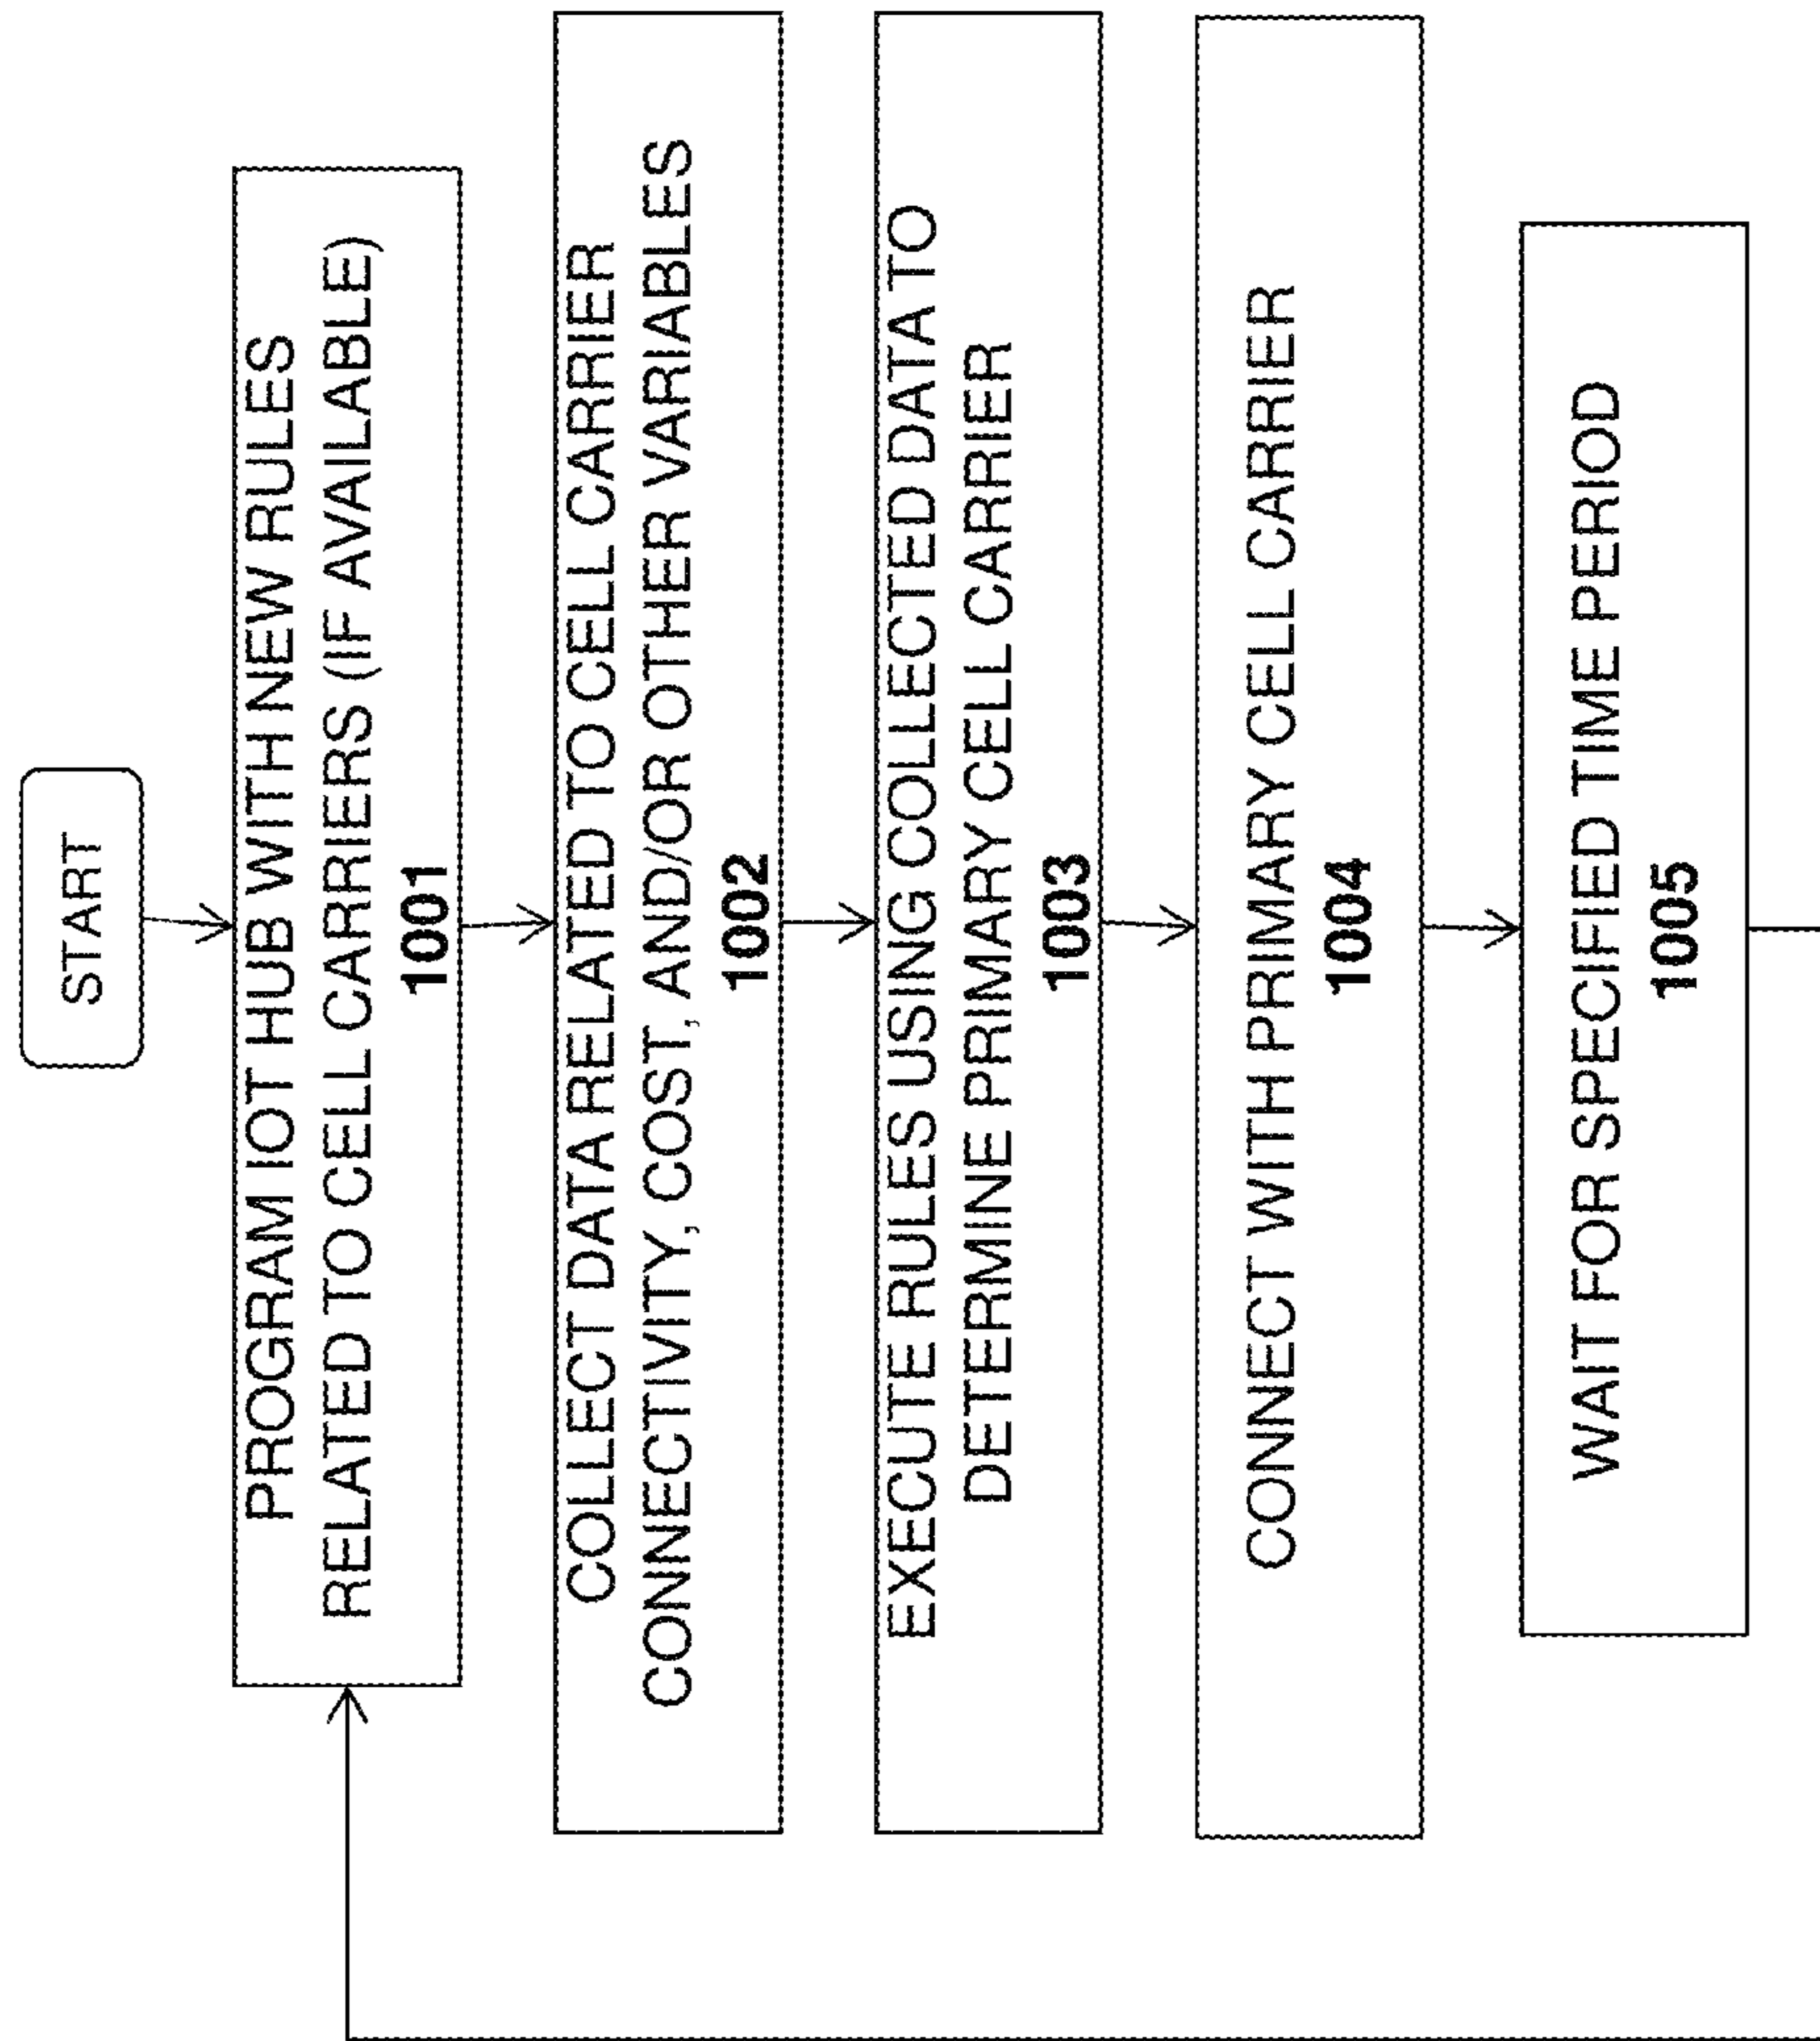 START
PROGRAM IOT HUB WITH NEW RULES
RELATED TO CELL CARRIERS (IF AVAILABLE)
1001
COLLECT DATA RELATED TO CELL CARRIER
CONNECTIVITY, COST, AND/OR OTHER VARIABLES
1002
EXECUTE RULES USING COLLECTED DATA TO
DETERMINE PRIMARY CELL CARRIER
1003
CONNECT WITH PRIMARY CELL CARRIER
1004
WAIT FOR SPECIFIED TIME PERIOD
1005